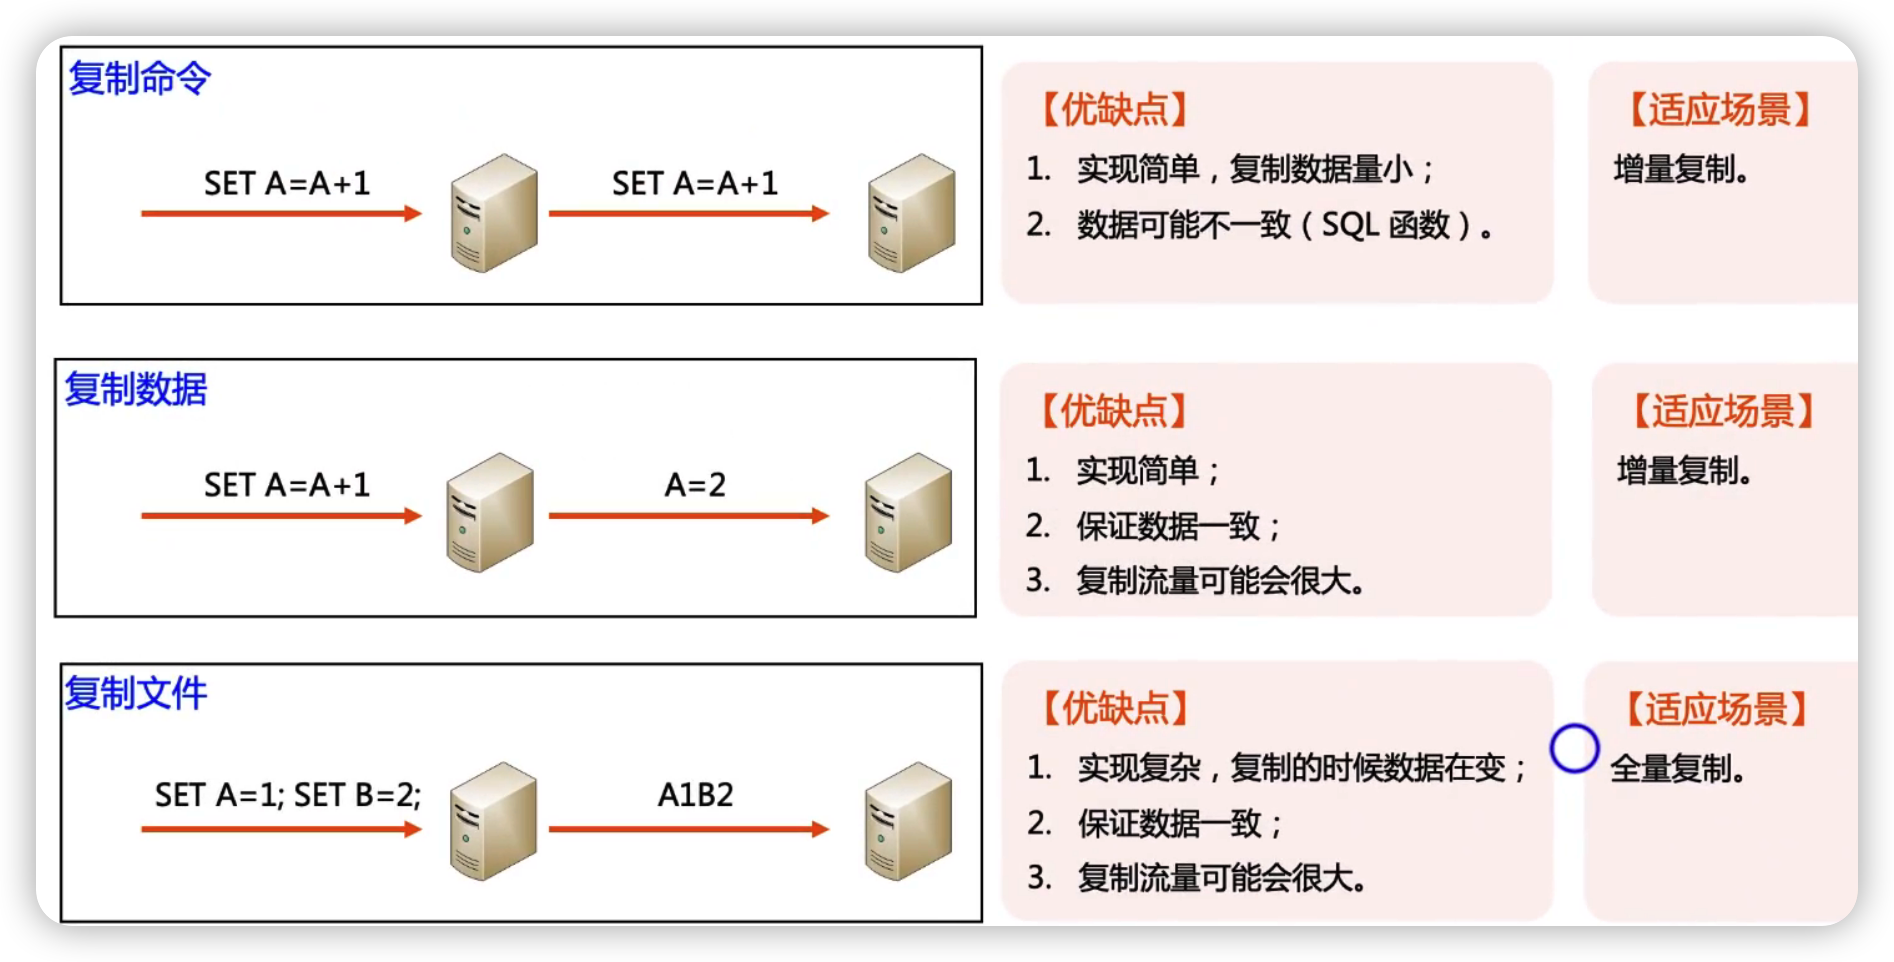 复制命令
SET A=A+1
SET A=A+1
【优缺点】
1. 实现简单，复制数据量小；
2. 数据可能不一致（SQL 函数）。
【适应场景】
增量复制。
复制数据
SET A=A+1
A=2
【优缺点】
1. 实现简单；
2. 保证数据一致；
3. 复制流量可能会很大。
【适应场景】
增量复制。
复制文件
SET A=1; SET B=2;
A1B2
【优缺点】
1. 实现复杂，复制的时候数据在变；
2. 保证数据一致；
3. 复制流量可能会很大。
【适应场景】
全量复制。